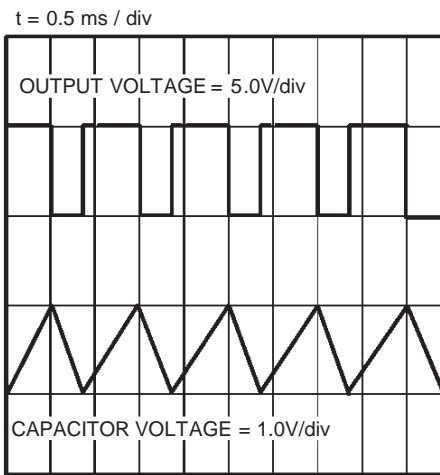 t = 0.5 ms / div
OUTPUT VOLTAGE = 5.0V/div
CAPACITOR VOLTAGE = 1.0V/div